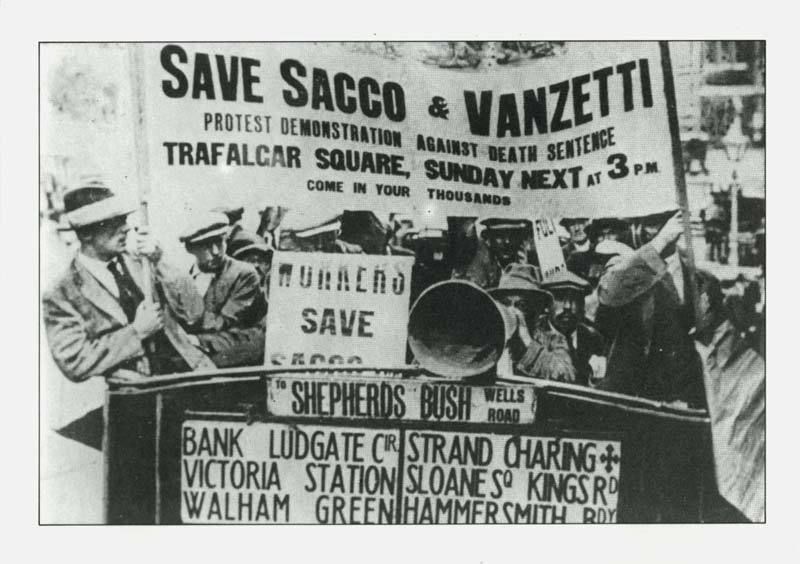 SAVE SACCO & VANZETTI
PROTEST DEMONSTRATION AGAINST DEATH SENTENCE
TRAFALGAR SQUARE, SUNDAY NEXT AT 3 P.M.
COME IN YOUR THOUSANDS
WORKERS
SAVE
SACCO
TO SHEPHERDS BUSH WELLS ROAD
BANK LUDGATE CIR. STRAND CHARING ✣
VICTORIA STATION SLOANE SQ KINGS RD
WALHAM GREEN HAMMERSMITH BDY